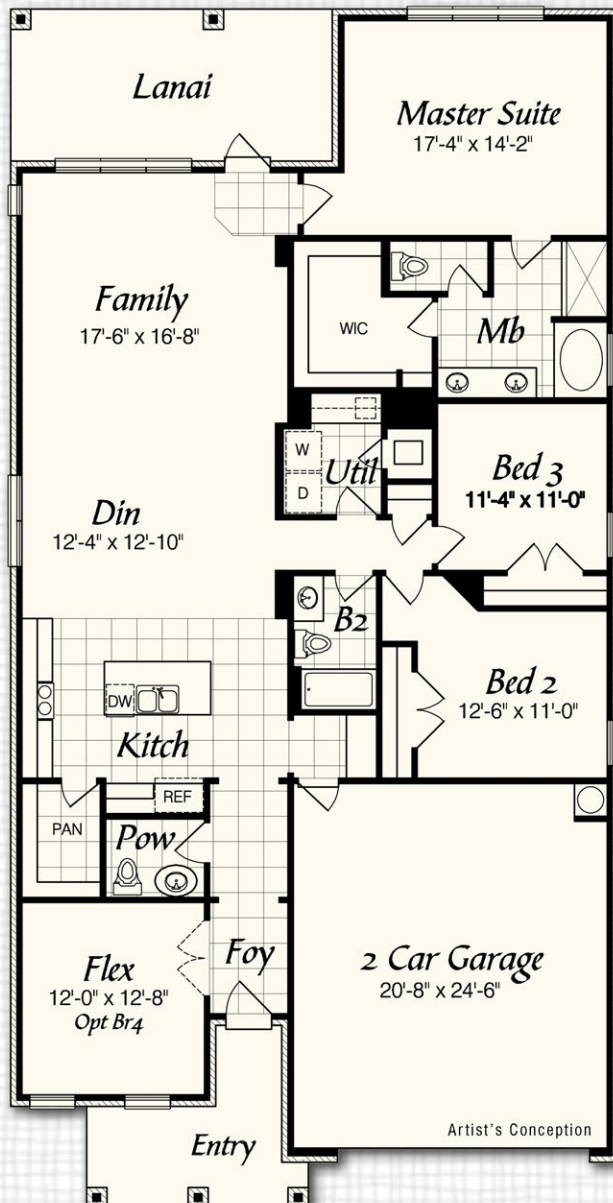 Lanai
Master Suite
17'-4" x 14'-2"
Family
17'-6" x 16'-8"
WIC
Mb
W
D
Util
Bed 3
11'-4" x 11'-0"
Din
12'-4" x 12'-10"
B2
Bed 2
12'-6" x 11'-0"
DW
Kitch
REF
PAN
Pow
Flex
12'-0" x 12'-8"
Opt Br4
Foy
2 Car Garage
20'-8" x 24'-6"
Artist's Conception
Entry